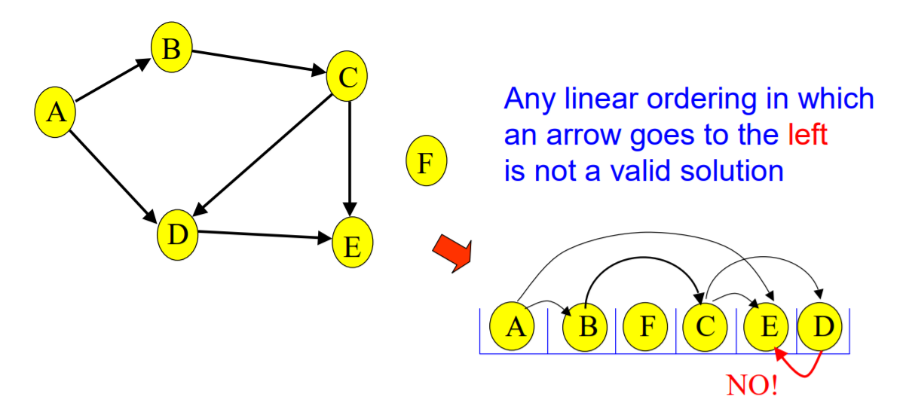 B
C
A
F
D
E
Any linear ordering in which
an arrow goes to the left
is not a valid solution
A B F C E D
NO!